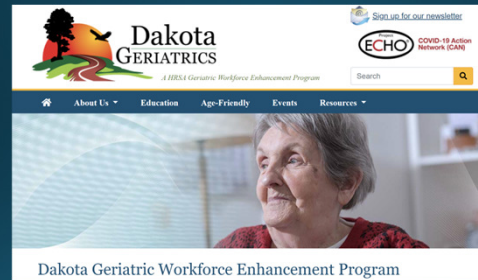 Sign up for our newsletter
Dakota
GERIATRICS
A HRSA Geriatric Workforce Enhancement Program
Project
ECHO
COVID-19 Action
Network (CAN)
Search
About Us
Education
Age-Friendly
Events
Resources
Dakota Geriatric Workforce Enhancement Program